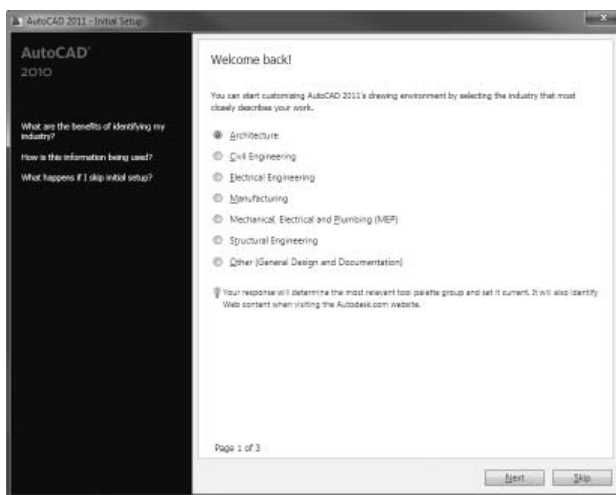 AutoCAD 2011 - Initial Setup
AutoCAD'
2010
What are the benefits of identifying my
industry?
How is this information being used?
What happens if I skip initial setup?
Welcome back!
You can start customizing AutoCAD 2011's drawing environment by selecting the industry that most
closely describes your work.
Architecture
Civil Engineering
Electrical Engineering
Manufacturing
Mechanical, Electrical and Plumbing (MEP)
Structural Engineering
Other (General Design and Documentation)
Your response will determine the most relevant tool palette group and set it current. It will also identify
Web content when visiting the Autodesk.com website.
Page 1 of 3
Next
Skip